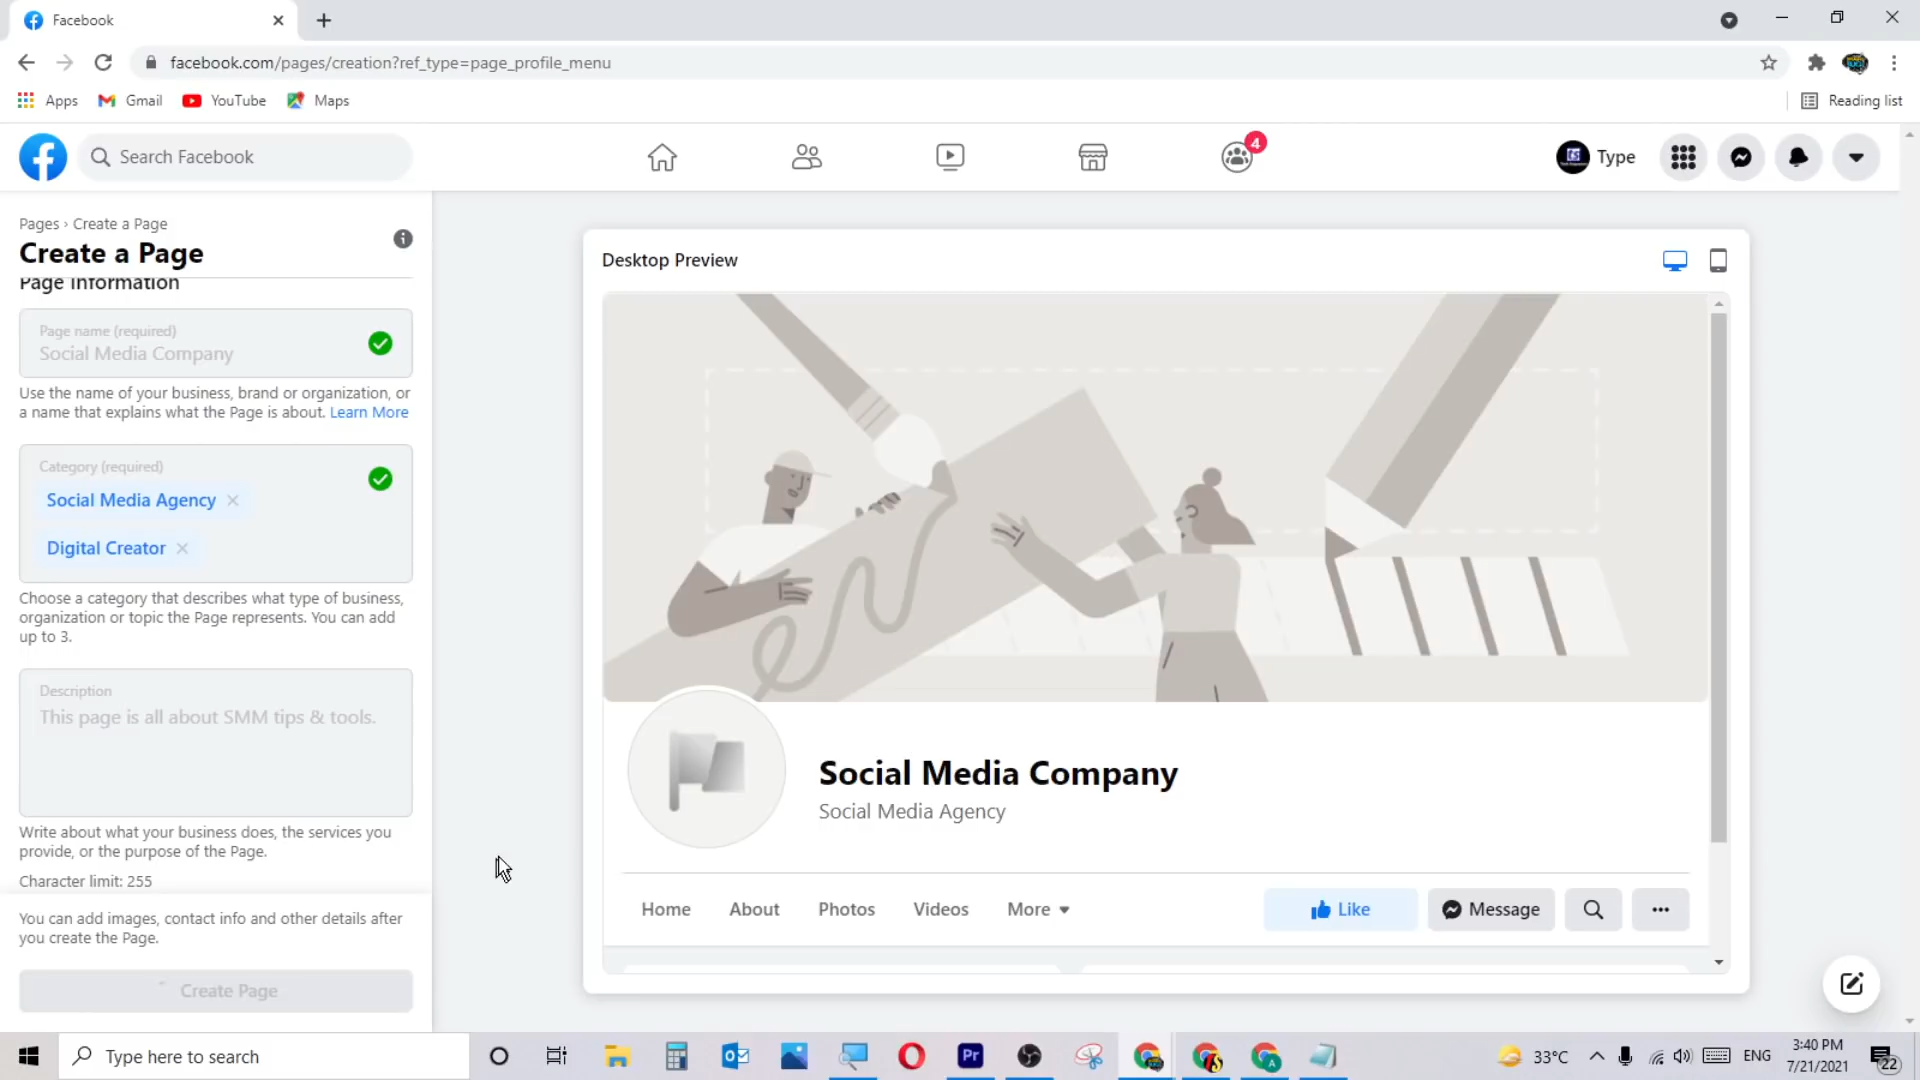 Facebook
facebook.com/pages/creation?ref_type=page_profile_menu
Apps Gmail YouTube Maps Reading list
Search Facebook
4
Type
Pages › Create a Page
Create a Page
Page Information
Page name (required)
Social Media Company
Use the name of your business, brand or organization, or
a name that explains what the Page is about. Learn More
Category (required)
Social Media Agency
Digital Creator
Choose a category that describes what type of business,
organization or topic the Page represents. You can add
up to 3.
Description
This page is all about SMM tips & tools.
Write about what your business does, the services you
provide, or the purpose of the Page.
Character limit: 255
You can add images, contact info and other details after
you create the Page.
Create Page
Desktop Preview
Social Media Company
Social Media Agency
Home About Photos Videos More Like Message
Type here to search
Pr
33°C
ENG
3:40 PM
7/21/2021
22